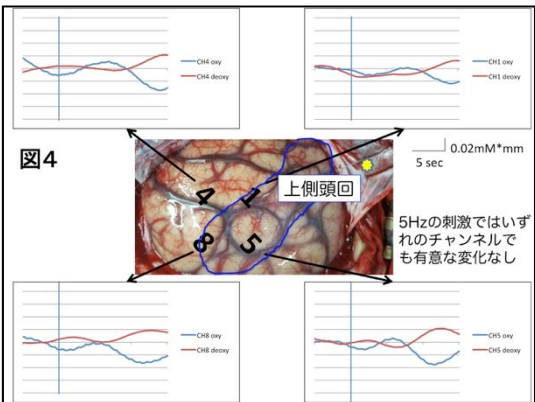 CH4 oxy
CH4 deoxy
CH1 oxy
CH1 deoxy
図4
4
1
上側頭回
8
5
0.02mM*mm
5 sec
5Hzの刺激ではいず
れのチャンネルで
も有意な変化なし
CH8 oxy
CH8 deoxy
CH5 oxy
CH5 deoxy